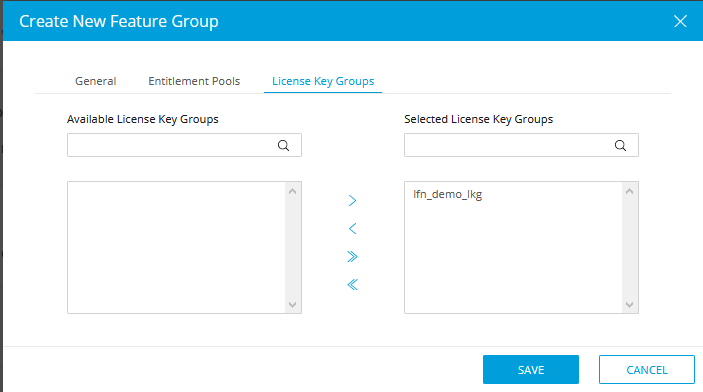 Create New Feature Group
General Entitlement Pools License Key Groups
Available License Key Groups Selected License Key Groups
lfn_demo_lkg
SAVE CANCEL